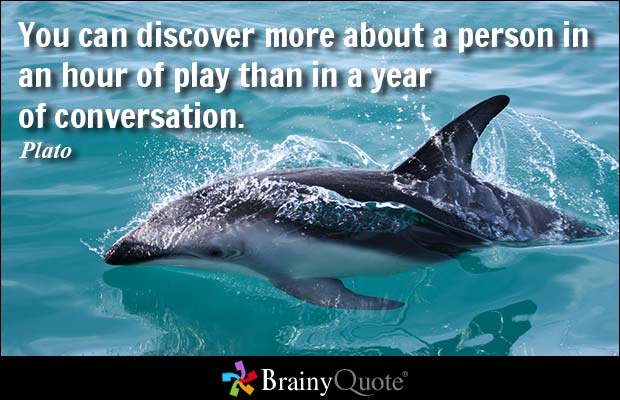 You can discover more about a person in
an hour of play than in a year
of conversation.
Plato
BrainyQuote®